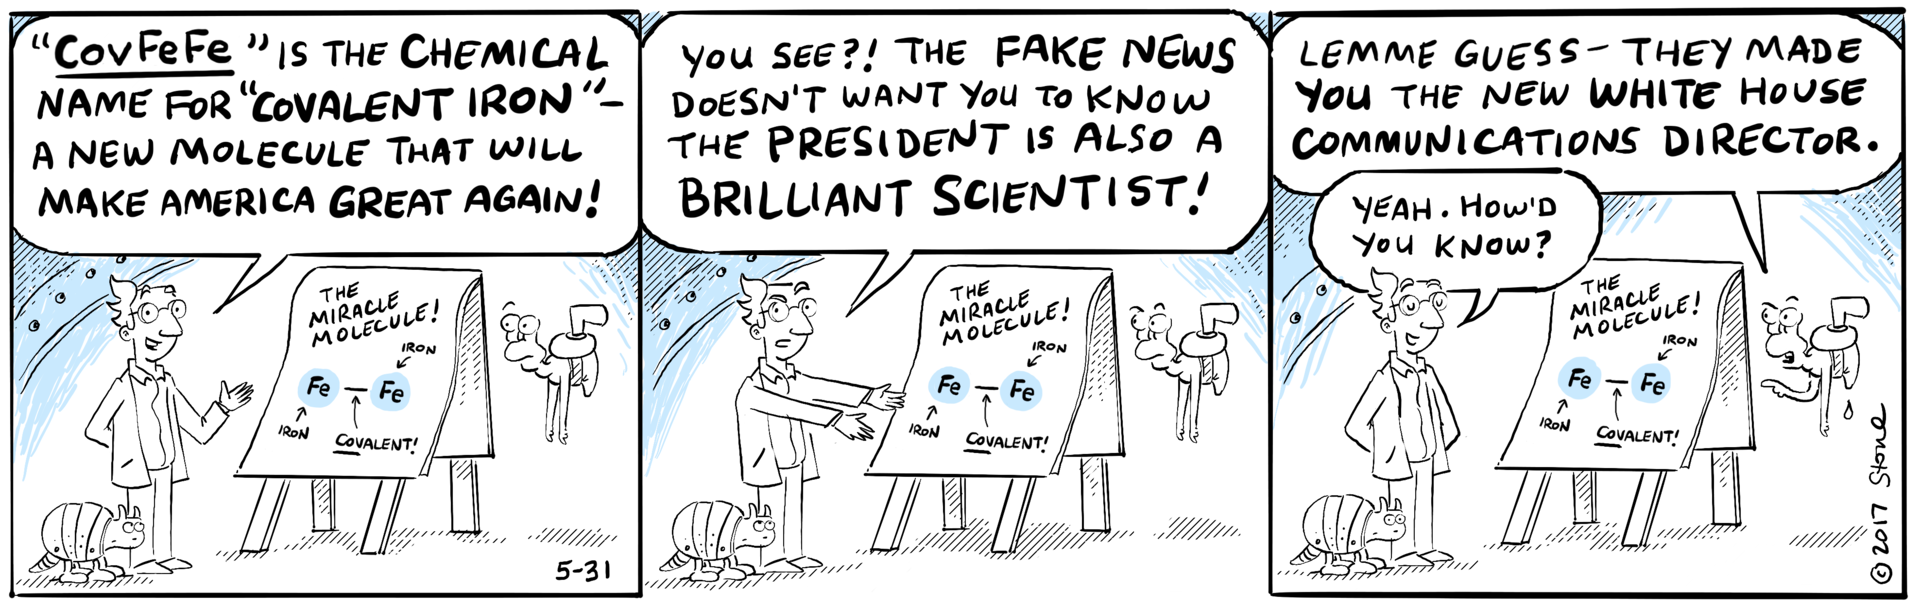 "COVFEFE" IS THE CHEMICAL
NAME FOR "COVALENT IRON"-
A NEW MOLECULE THAT WILL
MAKE AMERICA GREAT AGAIN!
THE
MIRACLE
MOLECULE!
IRON
Fe — Fe
IRON
COVALENT!
5-31
YOU SEE?! THE FAKE NEWS
DOESN'T WANT YOU TO KNOW
THE PRESIDENT IS ALSO A
BRILLIANT SCIENTIST!
THE
MIRACLE
MOLECULE!
IRON
Fe — Fe
IRON
COVALENT!
LEMME GUESS- THEY MADE
YOU THE NEW WHITE HOUSE
COMMUNICATIONS DIRECTOR.
YEAH. HOW'D
YOU KNOW?
THE
MIRACLE
MOLECULE!
IRON
Fe — Fe
IRON
COVALENT!
©2017 Stone